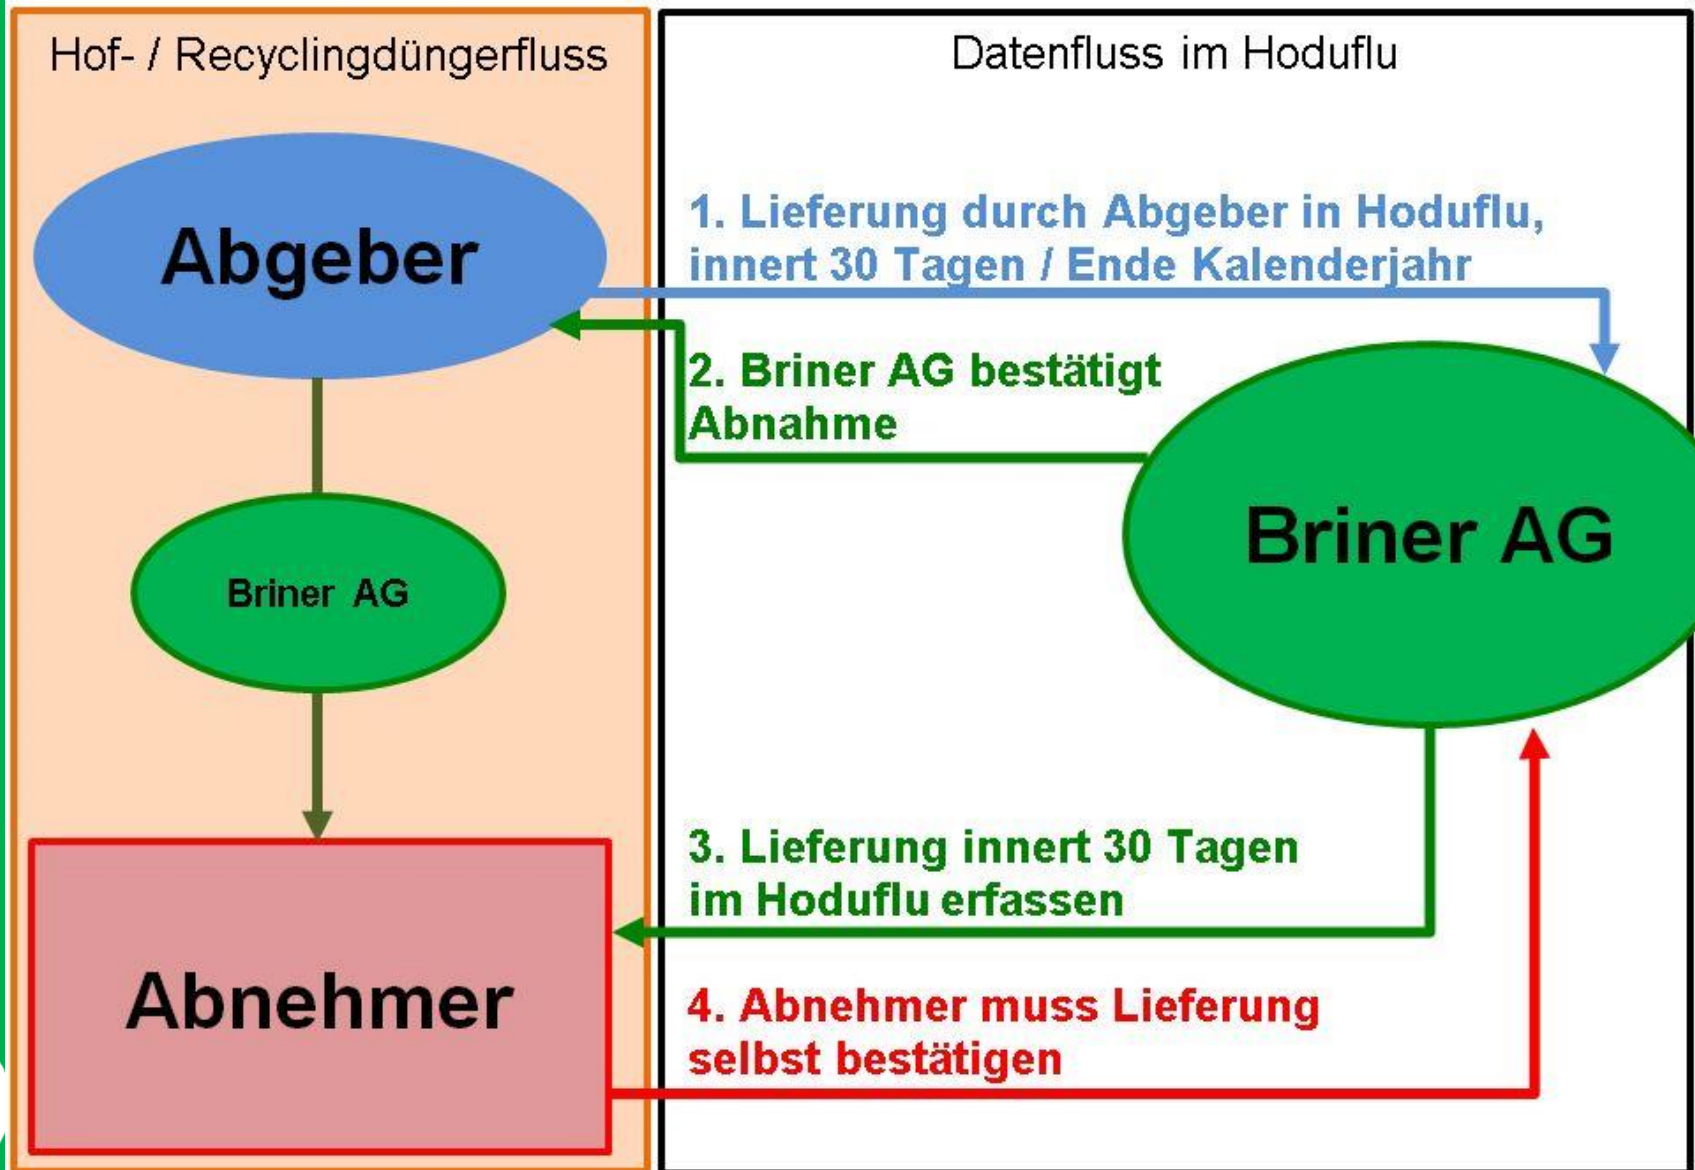 Hof- / Recyclingdüngerfluss
Datenfluss im Hoduflu
Abgeber
1. Lieferung durch Abgeber in Hoduflu,
innert 30 Tagen / Ende Kalenderjahr
2. Briner AG bestätigt
Abnahme
Briner AG
Briner AG
3. Lieferung innert 30 Tagen
im Hoduflu erfassen
Abnehmer
4. Abnehmer muss Lieferung
selbst bestätigen